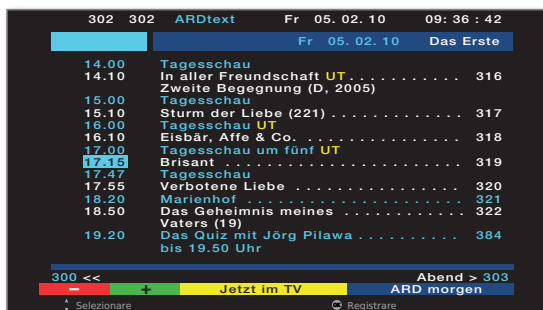 302 302 ARDtext Fr 05. 02. 10 09: 36 : 42
Fr 05. 02. 10 Das Erste
14.00 Tagesschau
14.10 In aller Freundschaft UT . . . . . . . . . . . 316
Zweite Begegnung (D, 2005)
15.00 Tagesschau
15.10 Sturm der Liebe (221) . . . . . . . . . . . . . 317
16.00 Tagesschau UT
16.10 Eisbär, Affe & Co. . . . . . . . . . . . . . . . 318
17.00 Tagesschau um fünf UT
17.15 Brisant . . . . . . . . . . . . . . . . . . . . . . . 319
17.47 Tagesschau
17.55 Verbotene Liebe . . . . . . . . . . . . . . . . 320
18.20 Marienhof . . . . . . . . . . . . . . . . . . . . . 321
18.50 Das Geheimnis meines . . . . . . . . . . . 322
Vaters (19)
19.20 Das Quiz mit Jörg Pilawa . . . . . . . . . . 384
bis 19.50 Uhr
300 << Abend > 303
− + Jetzt im TV ARD morgen
Selezionare Registrare